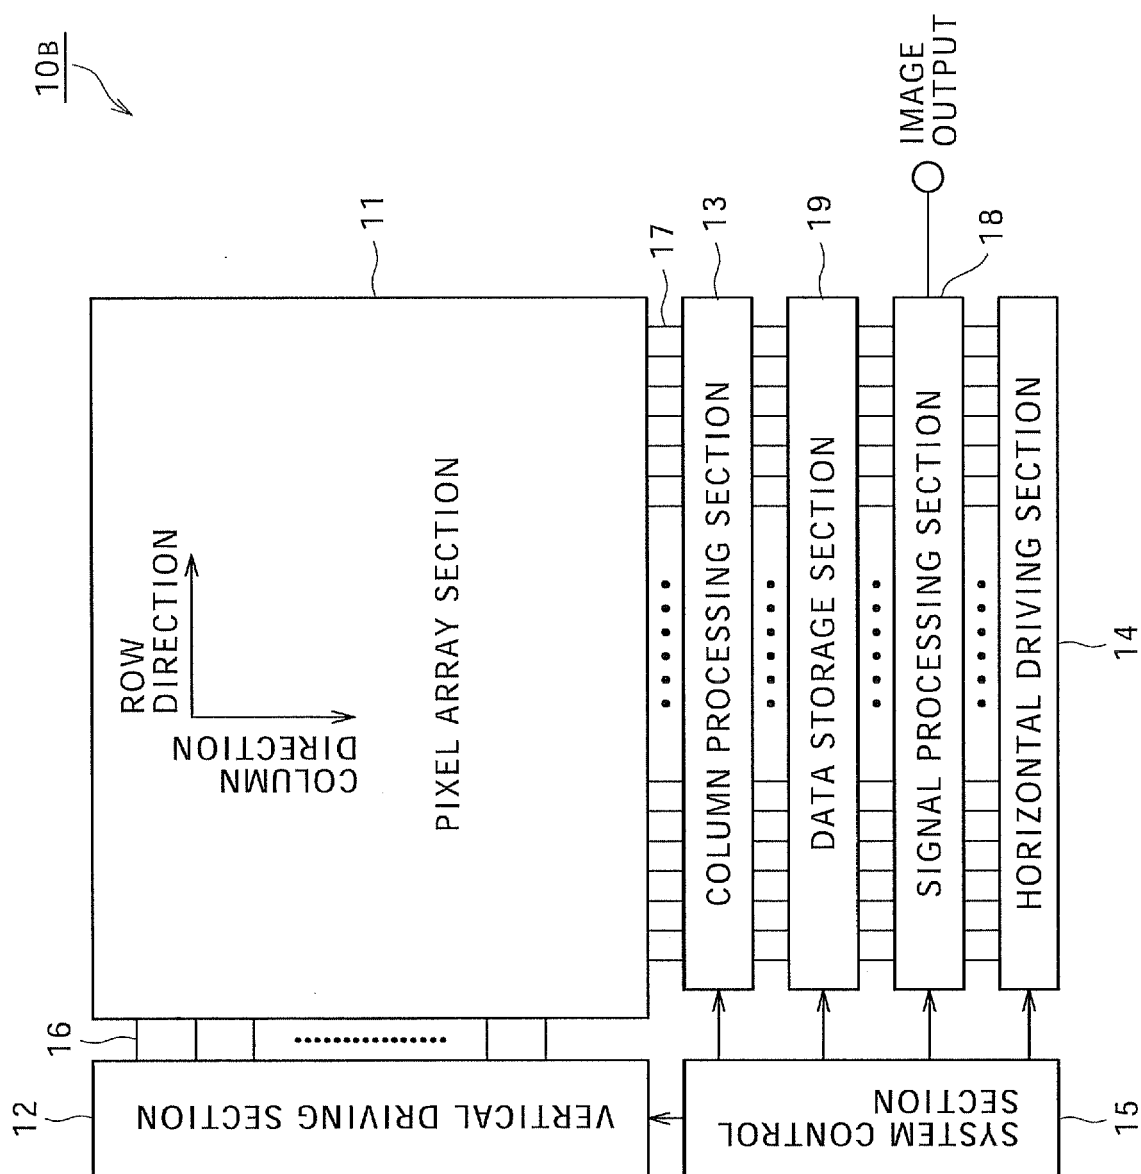 10B
12
16
ROW
DIRECTION
COLUMN
DIRECTION
11
PIXEL ARRAY SECTION
VERTICAL DRIVING SECTION
17
COLUMN PROCESSING SECTION
13
DATA STORAGE SECTION
19
SIGNAL PROCESSING SECTION
18
IMAGE
OUTPUT
HORIZONTAL DRIVING SECTION
14
SYSTEM CONTROL
SECTION
15